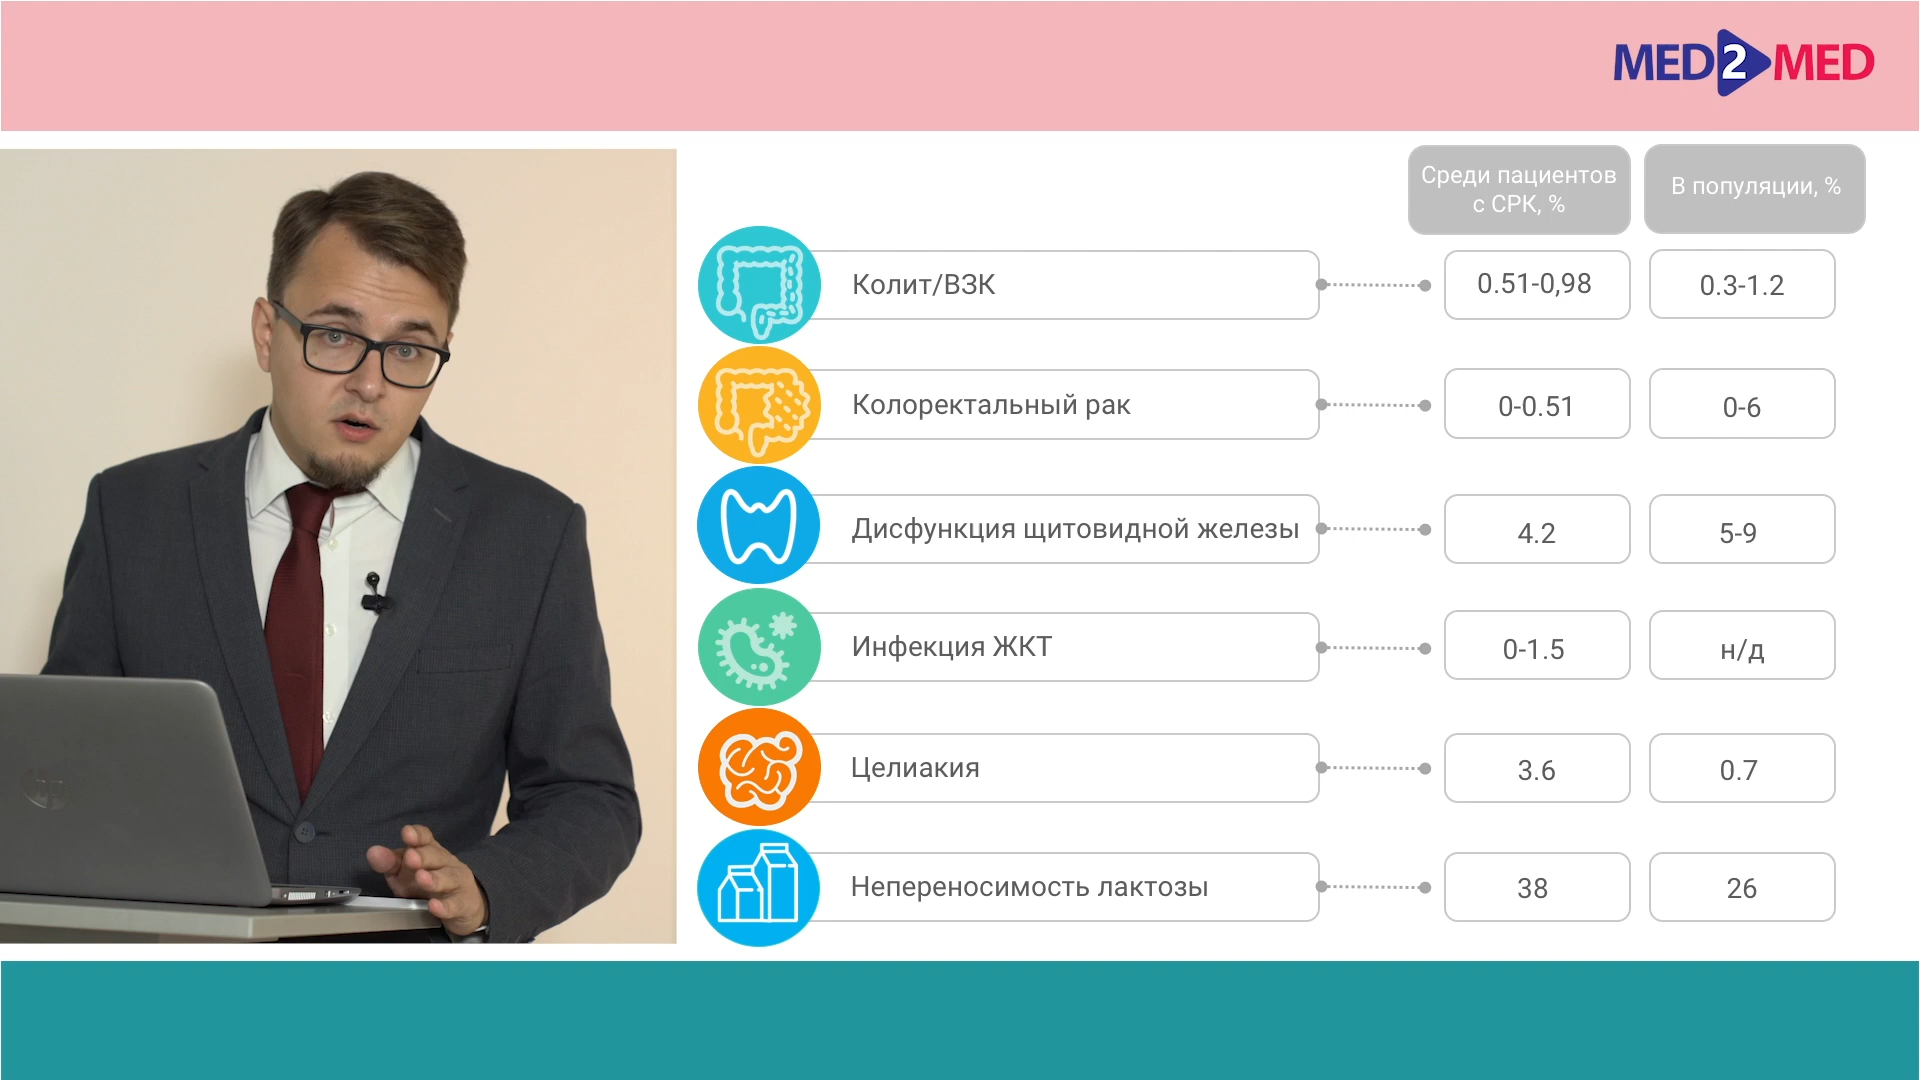 MED2MED
Среди пациентов
с СРК, %
В популяции, %
Колит/ВЗК
0.51-0,98
0.3-1.2
Колоректальный рак
0-0.51
0-6
Дисфункция щитовидной железы
4.2
5-9
Инфекция ЖКТ
0-1.5
н/д
Целиакия
3.6
0.7
Непереносимость лактозы
38
26